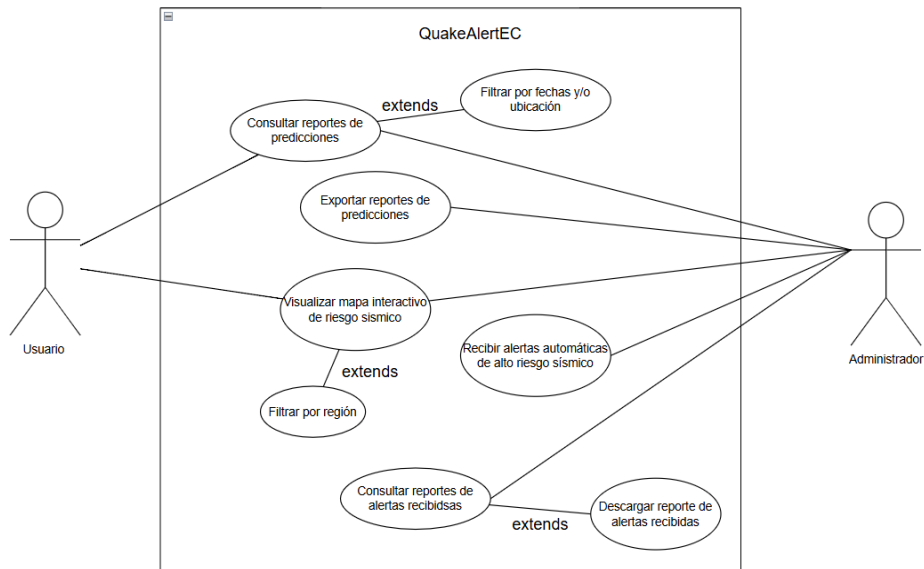 QuakeAlertEC
Filtrar por fechas y/o
ubicación
extends
Consultar reportes de
predicciones
Exportar reportes de
predicciones
Visualizar mapa interactivo
de riesgo sismico
Recibir alertas automáticas
de alto riesgo sísmico
Usuario
Administrador
extends
Filtrar por región
Consultar reportes de
alertas recibidsas
extends
Descargar reporte de
alertas recibidas